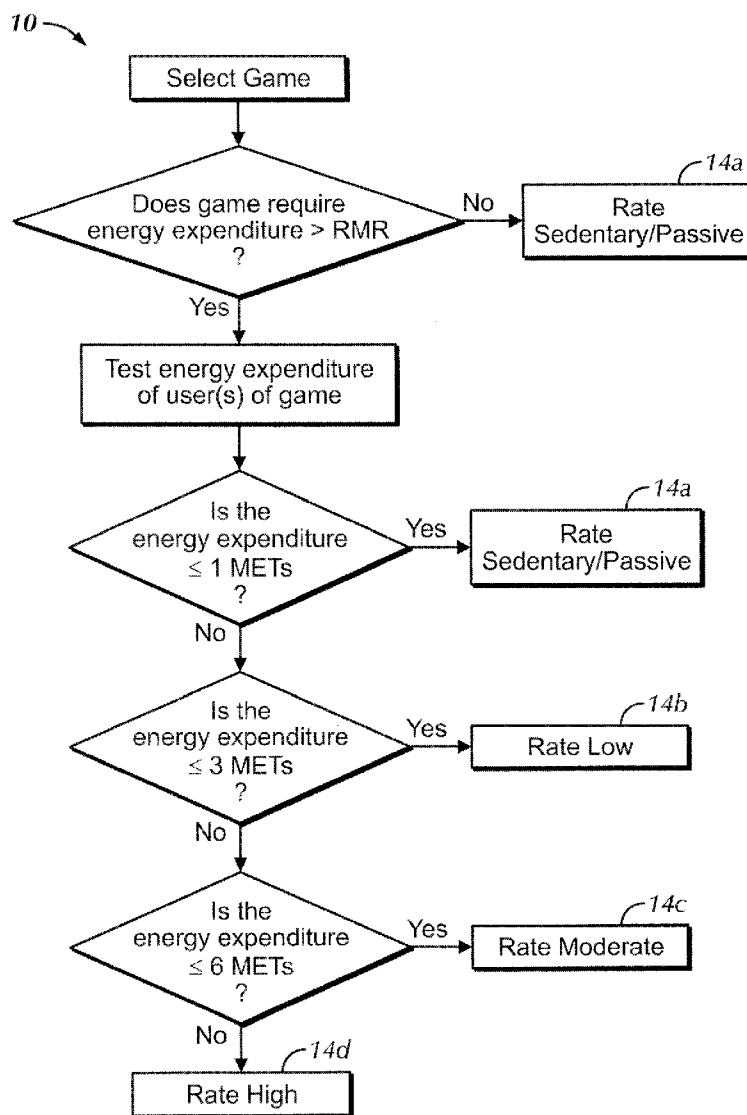 10
Select Game
Does game require
energy expenditure > RMR
?
No
14a
Rate
Sedentary/Passive
Yes
Test energy expenditure
of user(s) of game
Is the
energy expenditure
≤ 1 METs
?
Yes
14a
Rate
Sedentary/Passive
No
Is the
energy expenditure
≤ 3 METs
?
Yes
14b
Rate Low
No
Is the
energy expenditure
≤ 6 METs
?
Yes
14c
Rate Moderate
No
14d
Rate High